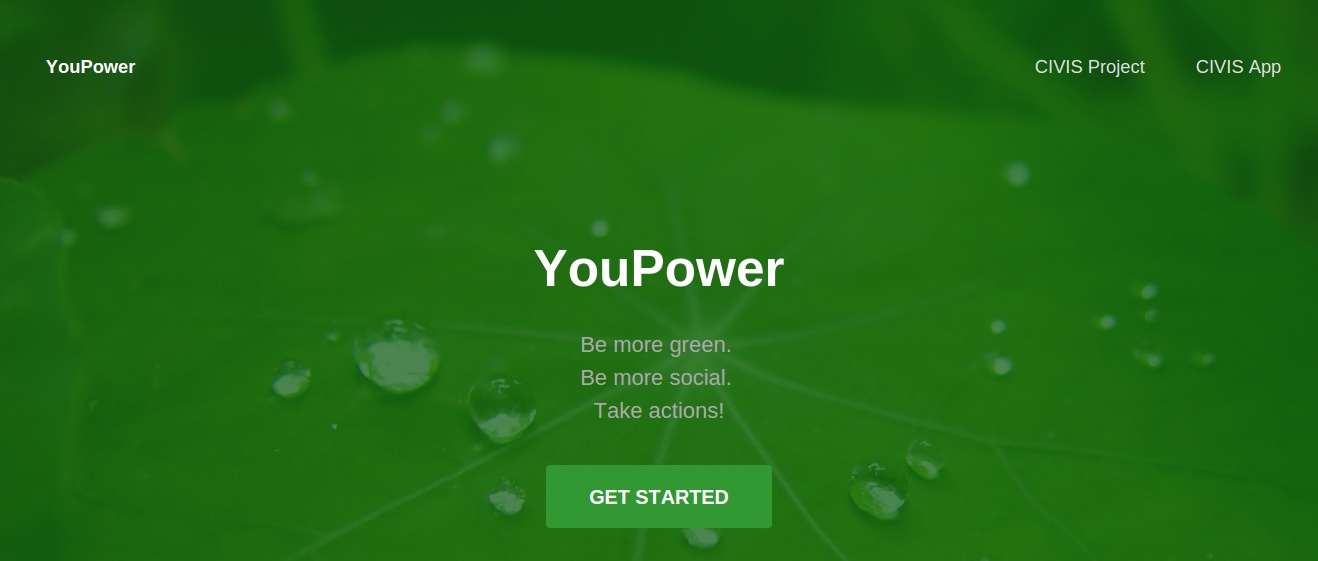 YouPower
CIVIS Project
CIVIS App
YouPower
Be more green.
Be more social.
Take actions!
GET STARTED